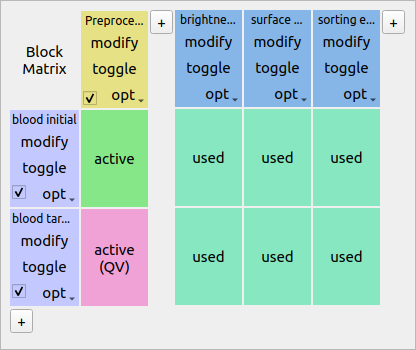 Block
Matrix
Preproce...
modify
toggle
opt
+
brightne...
modify
toggle
opt
surface ...
modify
toggle
opt
sorting e...
modify
toggle
opt
+
blood initial
modify
toggle
opt
active
used
used
used
blood tar...
modify
toggle
opt
active
(QV)
used
used
used
+